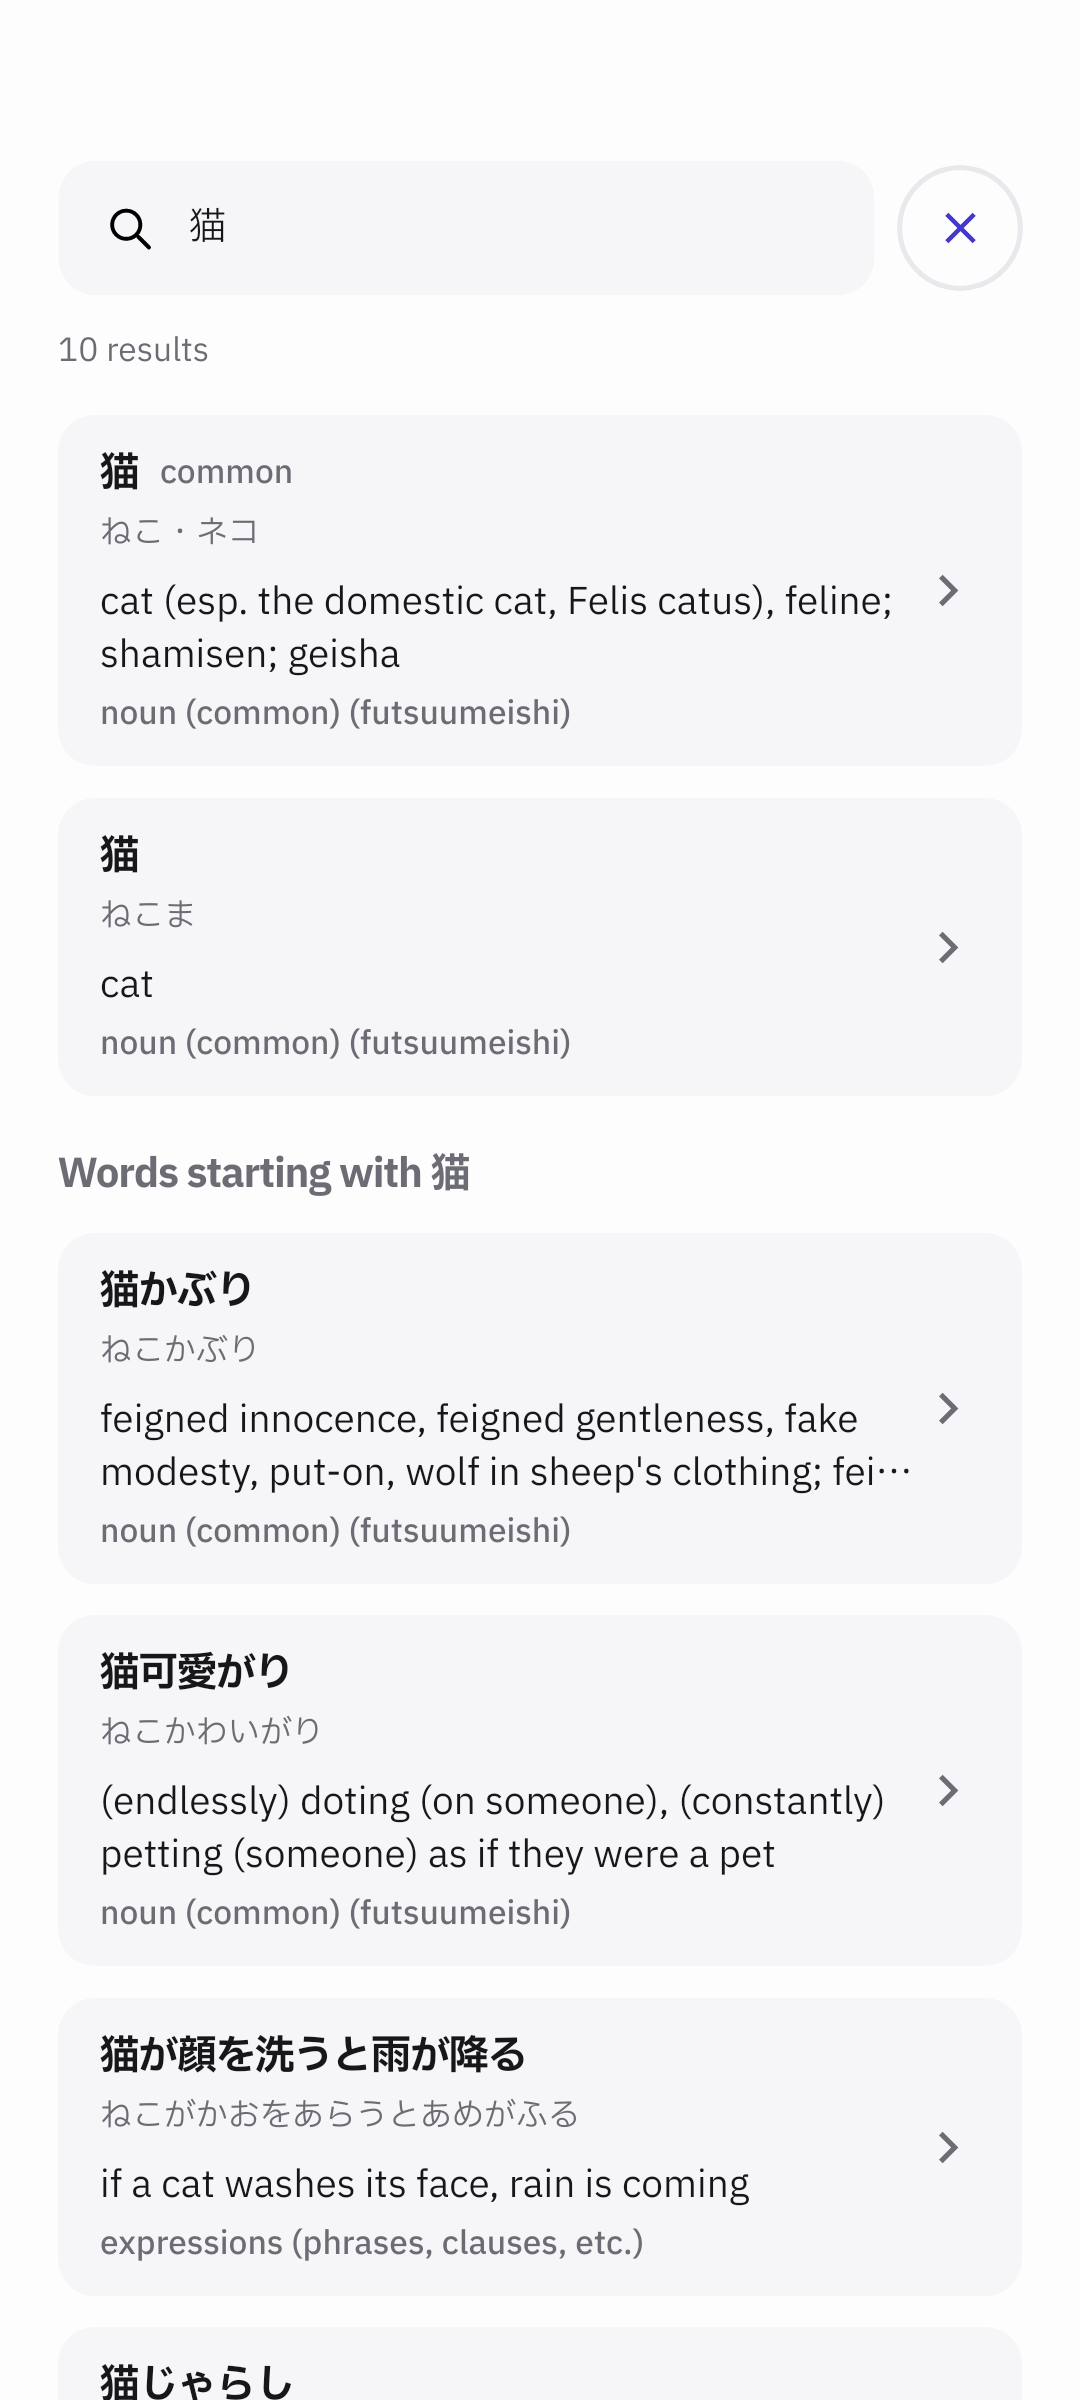 猫
10 results
猫 common
ねこ・ネコ
cat (esp. the domestic cat, Felis catus), feline;
shamisen; geisha
noun (common) (futsuumeishi)
猫
ねこま
cat
noun (common) (futsuumeishi)
Words starting with 猫
猫かぶり
ねこかぶり
feigned innocence, feigned gentleness, fake
modesty, put-on, wolf in sheep's clothing; fei…
noun (common) (futsuumeishi)
猫可愛がり
ねこかわいがり
(endlessly) doting (on someone), (constantly)
petting (someone) as if they were a pet
noun (common) (futsuumeishi)
猫が顔を洗うと雨が降る
ねこがかおをあらうとあめがふる
if a cat washes its face, rain is coming
expressions (phrases, clauses, etc.)
猫じゃらし